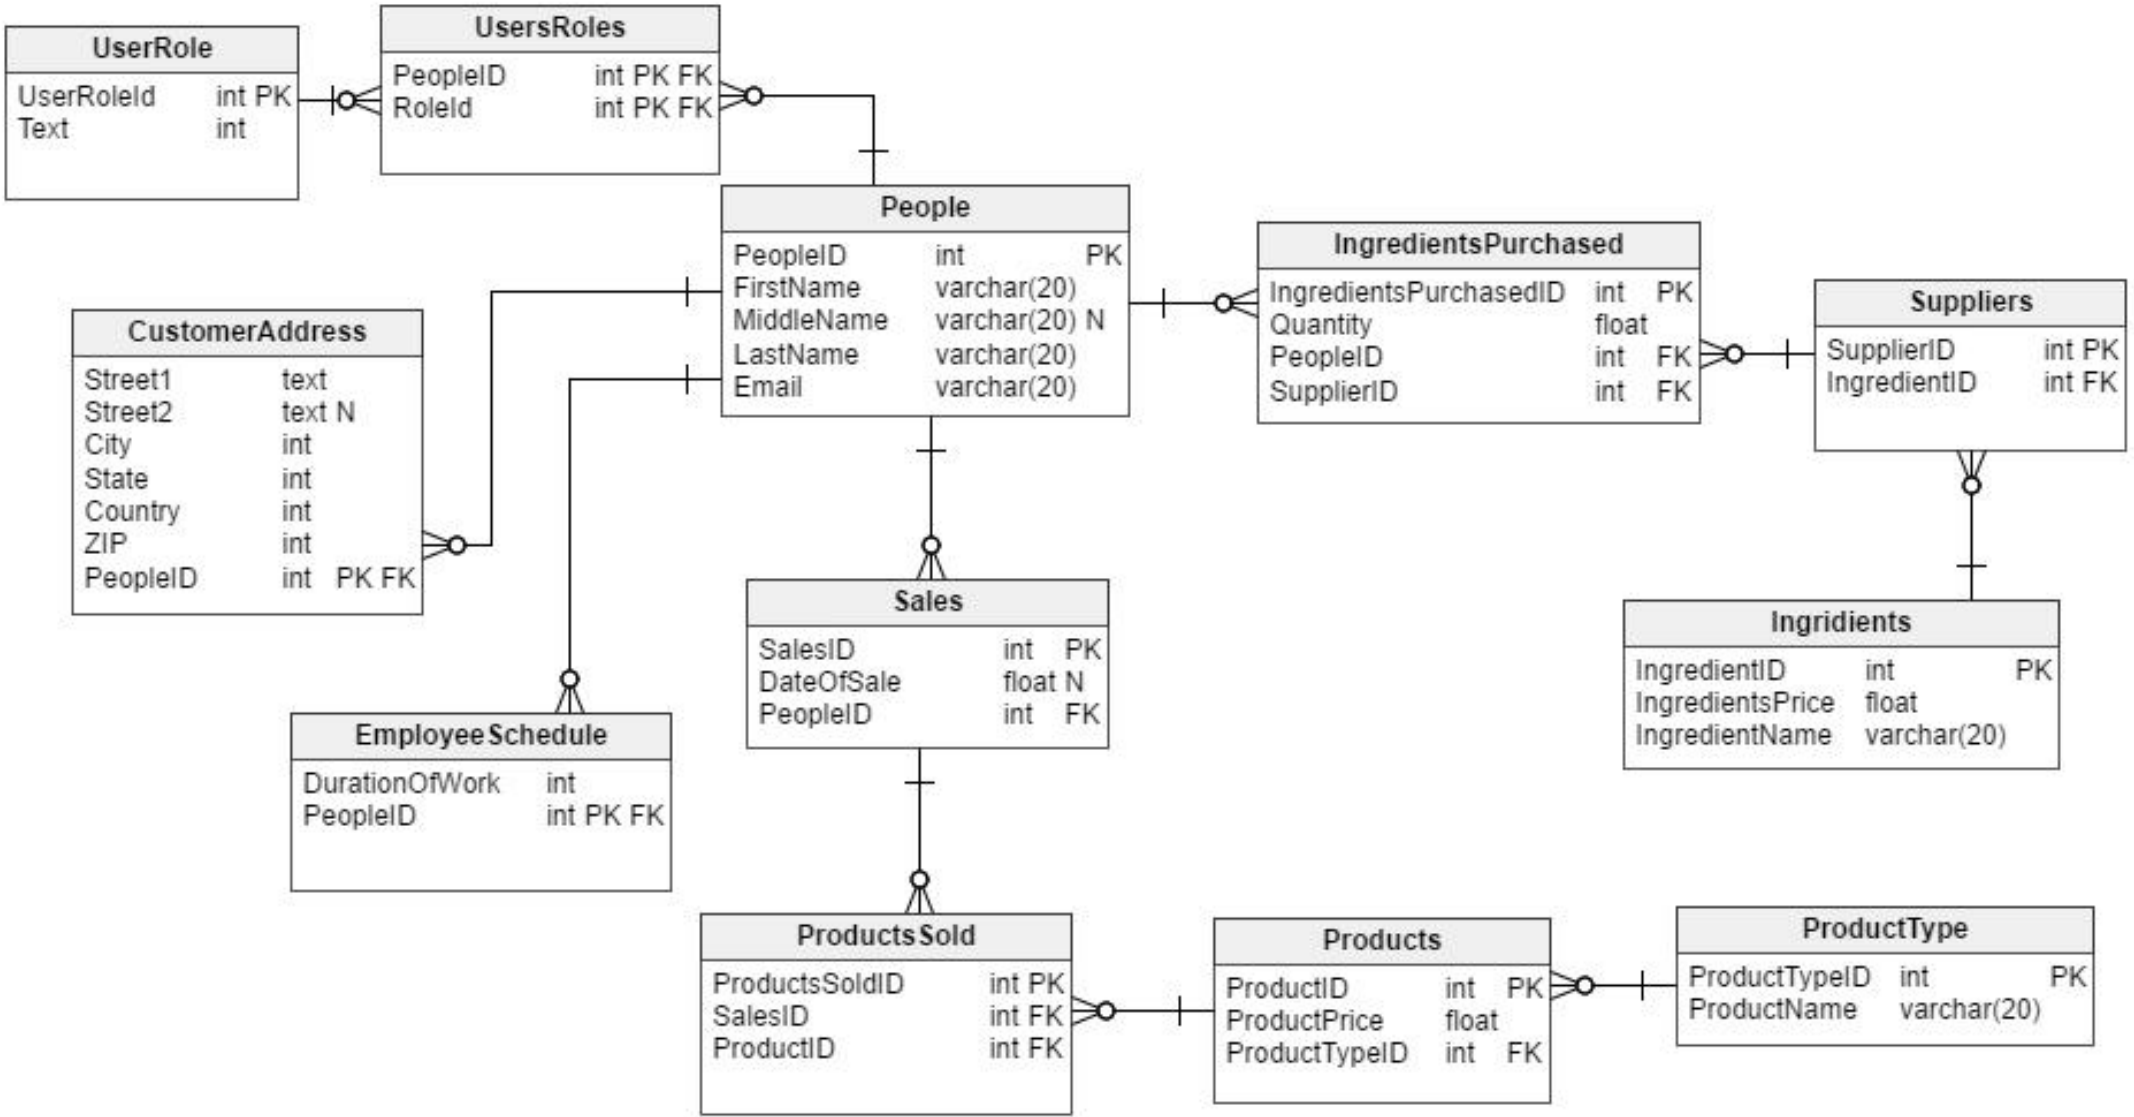 UserRole
UserRoleId int PK
Text int
UsersRoles
PeopleID int PK FK
RoleId int PK FK
People
PeopleID int PK
FirstName varchar(20)
MiddleName varchar(20) N
LastName varchar(20)
Email varchar(20)
IngredientsPurchased
IngredientsPurchasedID int PK
Quantity float
PeopleID int FK
SupplierID int FK
Suppliers
SupplierID int PK
IngredientID int FK
CustomerAddress
Street1 text
Street2 text N
City int
State int
Country int
ZIP int
PeopleID int PK FK
Sales
SalesID int PK
DateOfSale float N
PeopleID int FK
Ingridients
IngredientID int PK
IngredientsPrice float
IngredientName varchar(20)
EmployeeSchedule
DurationOfWork int
PeopleID int PK FK
ProductsSold
ProductsSoldID int PK
SalesID int FK
ProductID int FK
Products
ProductID int PK
ProductPrice float
ProductTypeID int FK
ProductType
ProductTypeID int PK
ProductName varchar(20)